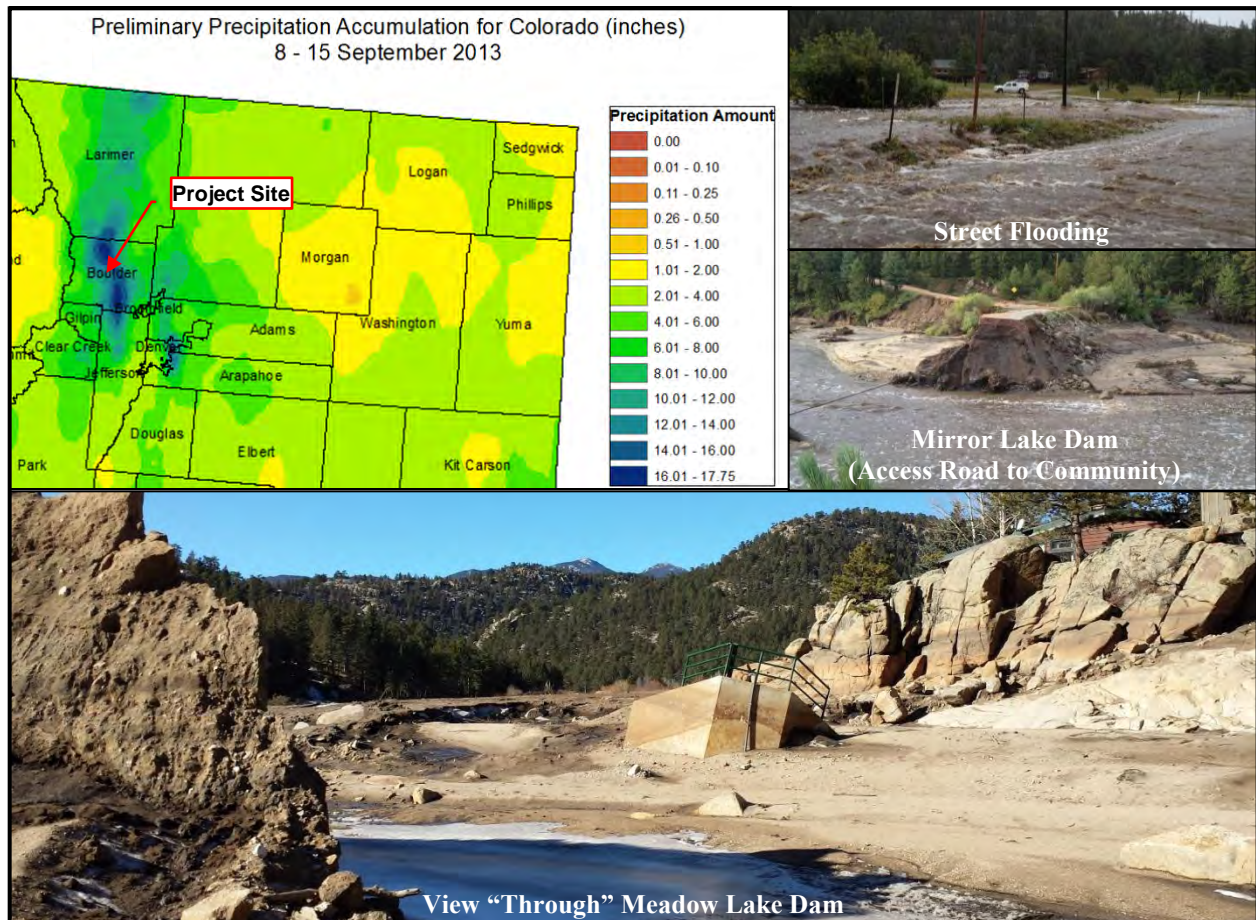 Preliminary Precipitation Accumulation for Colorado (inches)
8 - 15 September 2013
Larimer
Project Site
Boulder
Broomfield
Gilpin
Clear Creek
Denver
Jefferson
Adams
Arapahoe
Douglas
Elbert
Park
Kit Carson
Morgan
Washington
Yuma
Logan
Sedgwick
Phillips
Precipitation Amount
0.00
0.01 - 0.10
0.11 - 0.25
0.26 - 0.50
0.51 - 1.00
1.01 - 2.00
2.01 - 4.00
4.01 - 6.00
6.01 - 8.00
8.01 - 10.00
10.01 - 12.00
12.01 - 14.00
14.01 - 16.00
16.01 - 17.75
Street Flooding
Mirror Lake Dam
(Access Road to Community)
View “Through” Meadow Lake Dam